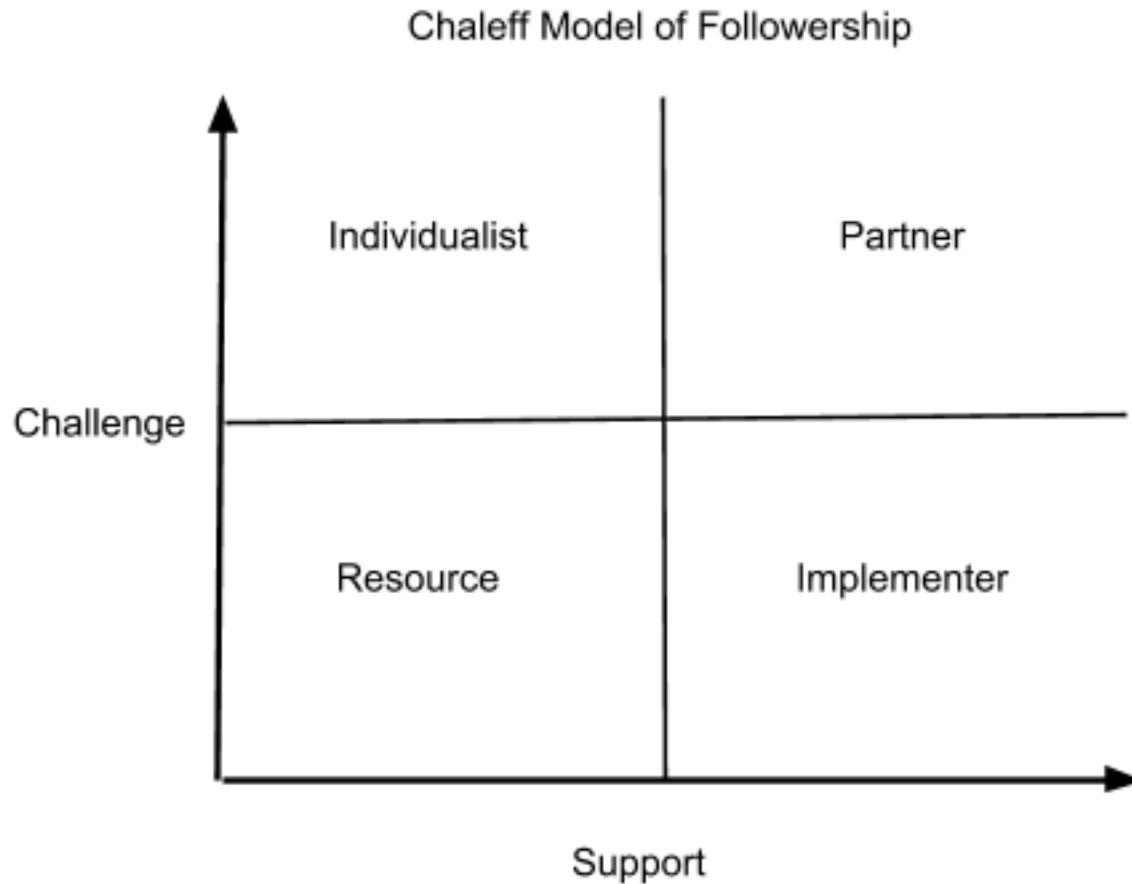 Chaleff Model of Followership
Individualist
Partner
Challenge
Resource
Implementer
Support